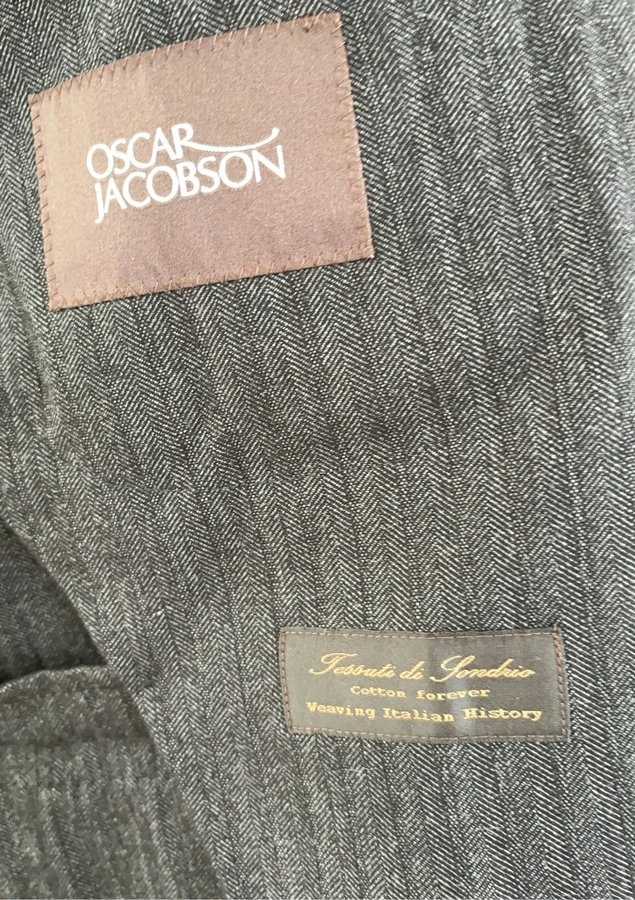 OSCAR
JACOBSON
Tessuti di Sondrio
Cotton forever
Weaving Italian History